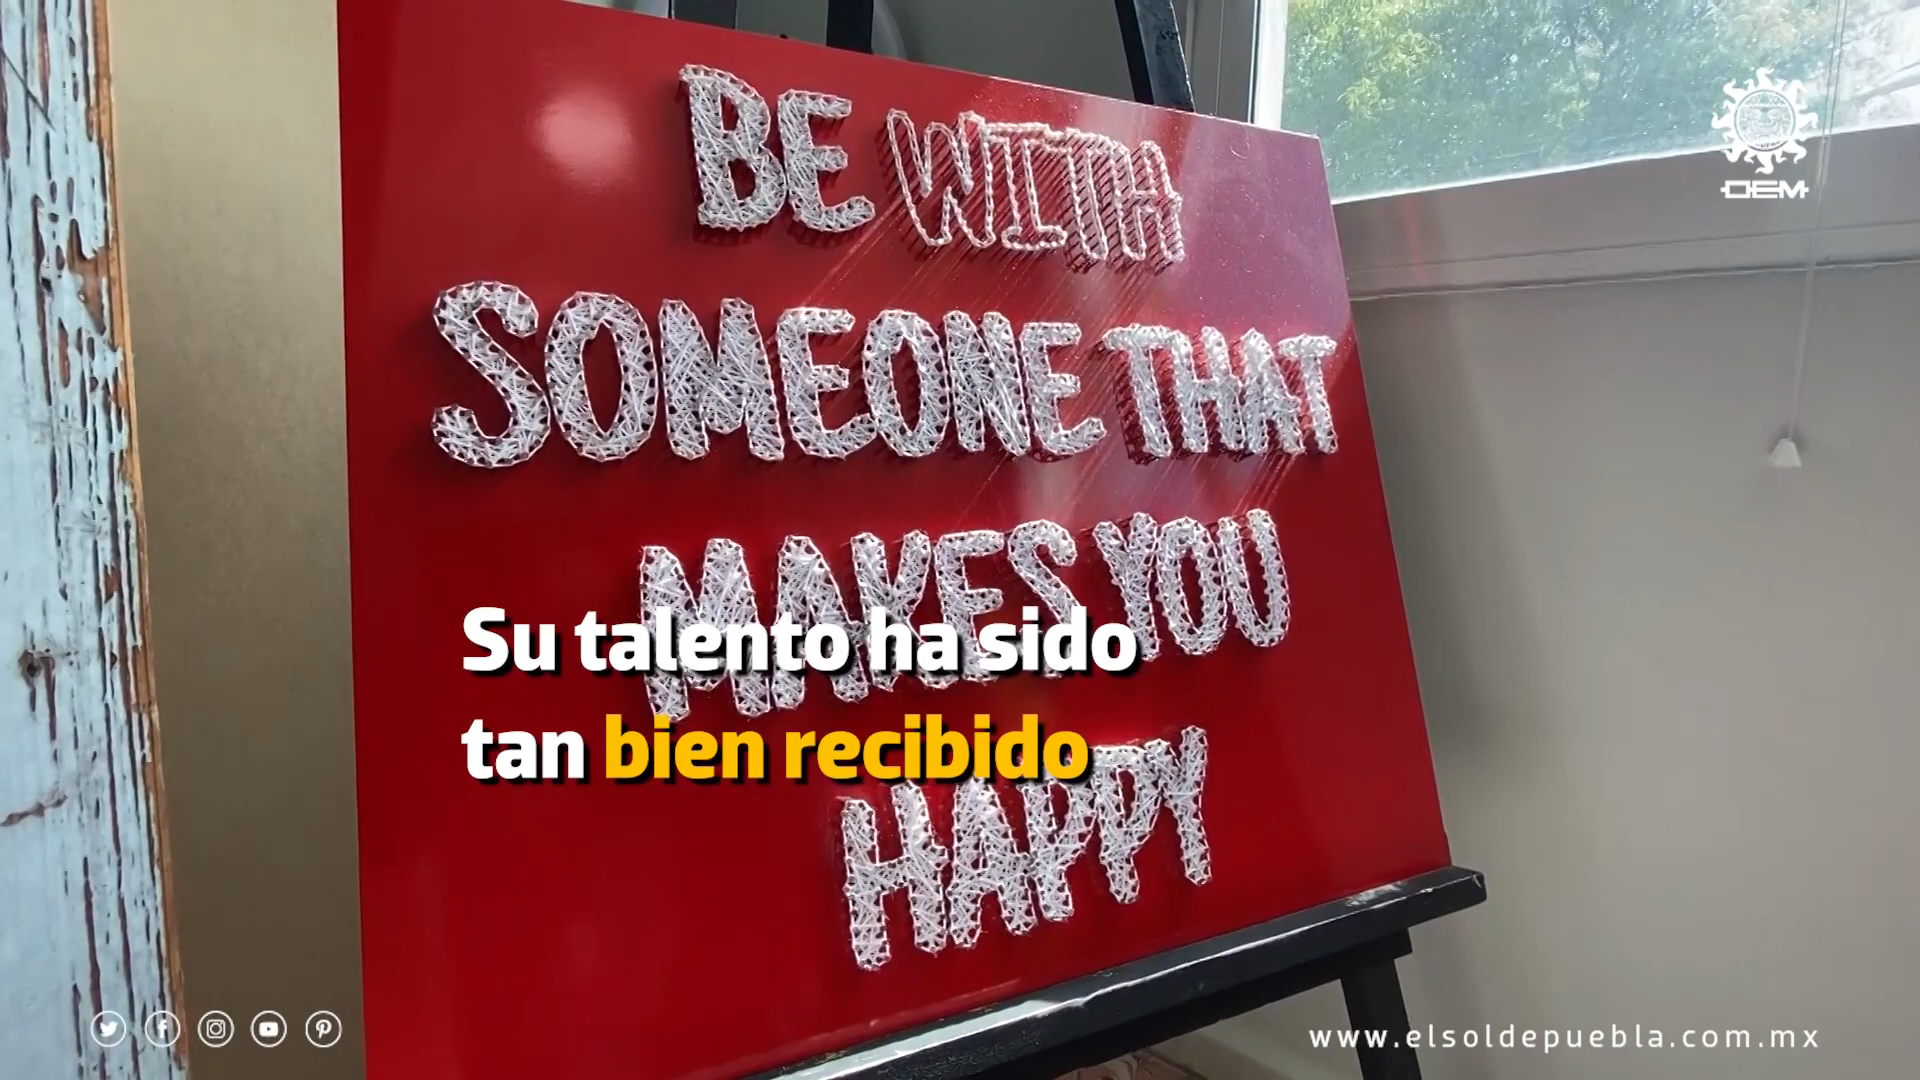 BE WITH
SOMEONE THAT
MAKES YOU
HAPPY
Su talento ha sido
tan bien recibido
OEM
www.elsoldepuebla.com.mx